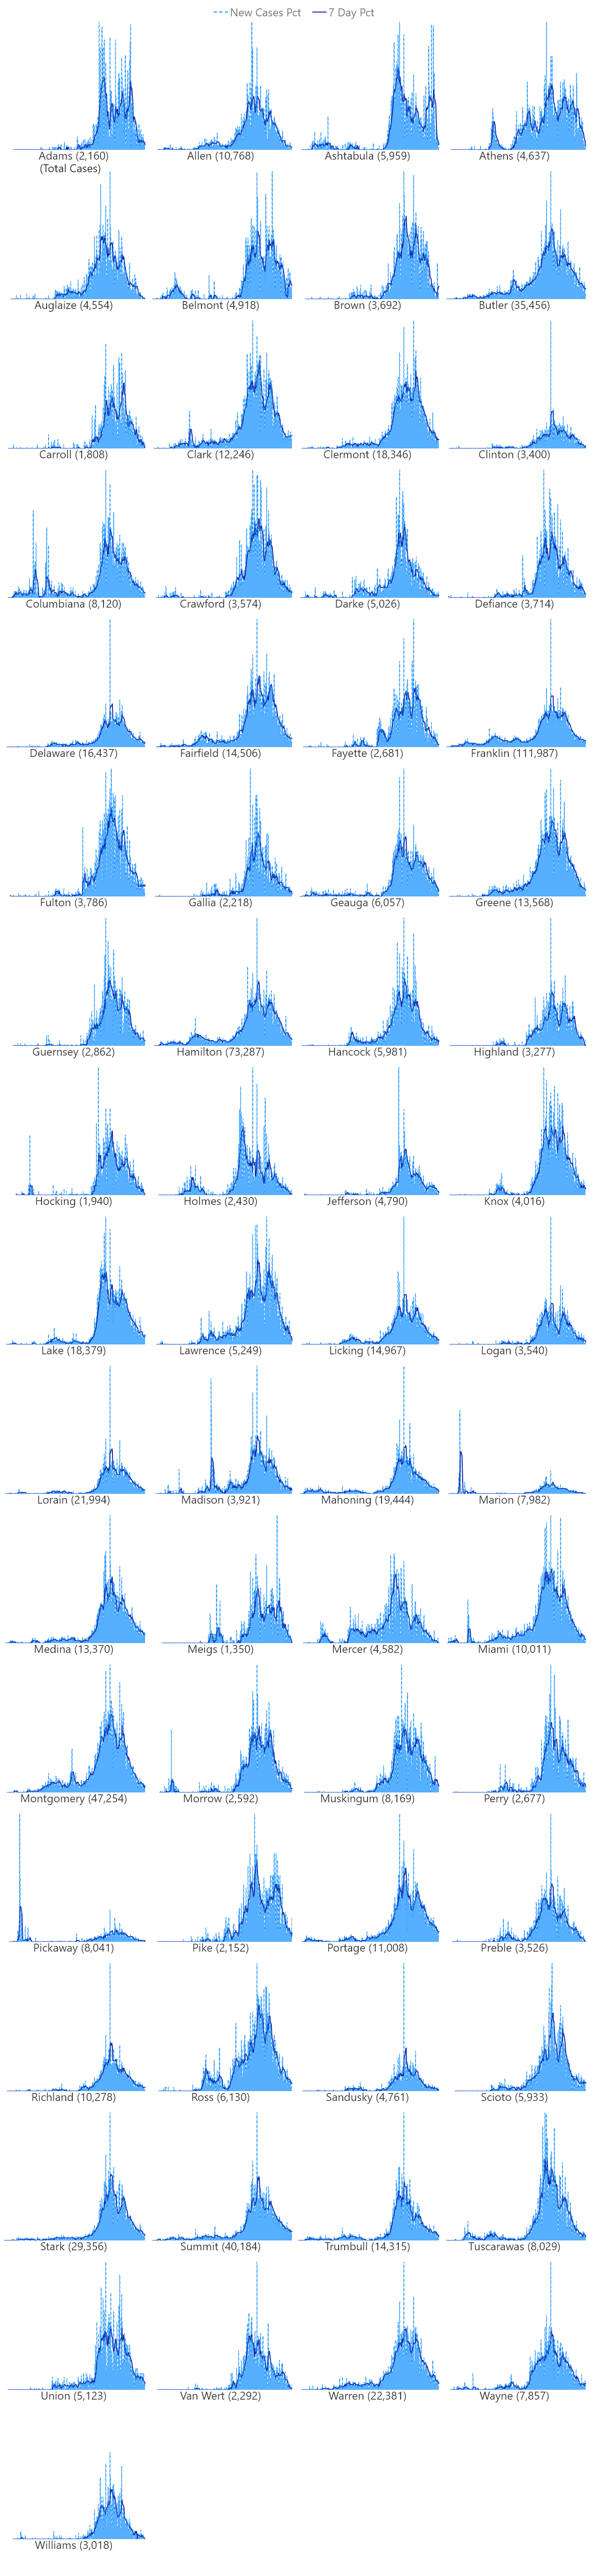 New Cases Pct 7 Day Pct
Adams (2,160) Allen (10,768) Ashtabula (5,959) Athens (4,637)
(Total Cases)
Auglaize (4,554) Belmont (4,918) Brown (3,692) Butler (35,456)
Carroll (1,808) Clark (12,246) Clermont (18,346) Clinton (3,400)
Columbiana (8,120) Crawford (3,574) Darke (5,026) Defiance (3,714)
Delaware (16,437) Fairfield (14,506) Fayette (2,681) Franklin (111,987)
Fulton (3,786) Gallia (2,218) Geauga (6,057) Greene (13,568)
Guernsey (2,862) Hamilton (73,287) Hancock (5,981) Highland (3,277)
Hocking (1,940) Holmes (2,430) Jefferson (4,790) Knox (4,016)
Lake (18,379) Lawrence (5,249) Licking (14,967) Logan (3,540)
Lorain (21,994) Madison (3,921) Mahoning (19,444) Marion (7,982)
Medina (13,370) Meigs (1,350) Mercer (4,582) Miami (10,011)
Montgomery (47,254) Morrow (2,592) Muskingum (8,169) Perry (2,677)
Pickaway (8,041) Pike (2,152) Portage (11,008) Preble (3,526)
Richland (10,278) Ross (6,130) Sandusky (4,761) Scioto (5,933)
Stark (29,356) Summit (40,184) Trumbull (14,315) Tuscarawas (8,029)
Union (5,123) Van Wert (2,292) Warren (22,381) Wayne (7,857)
Williams (3,018)